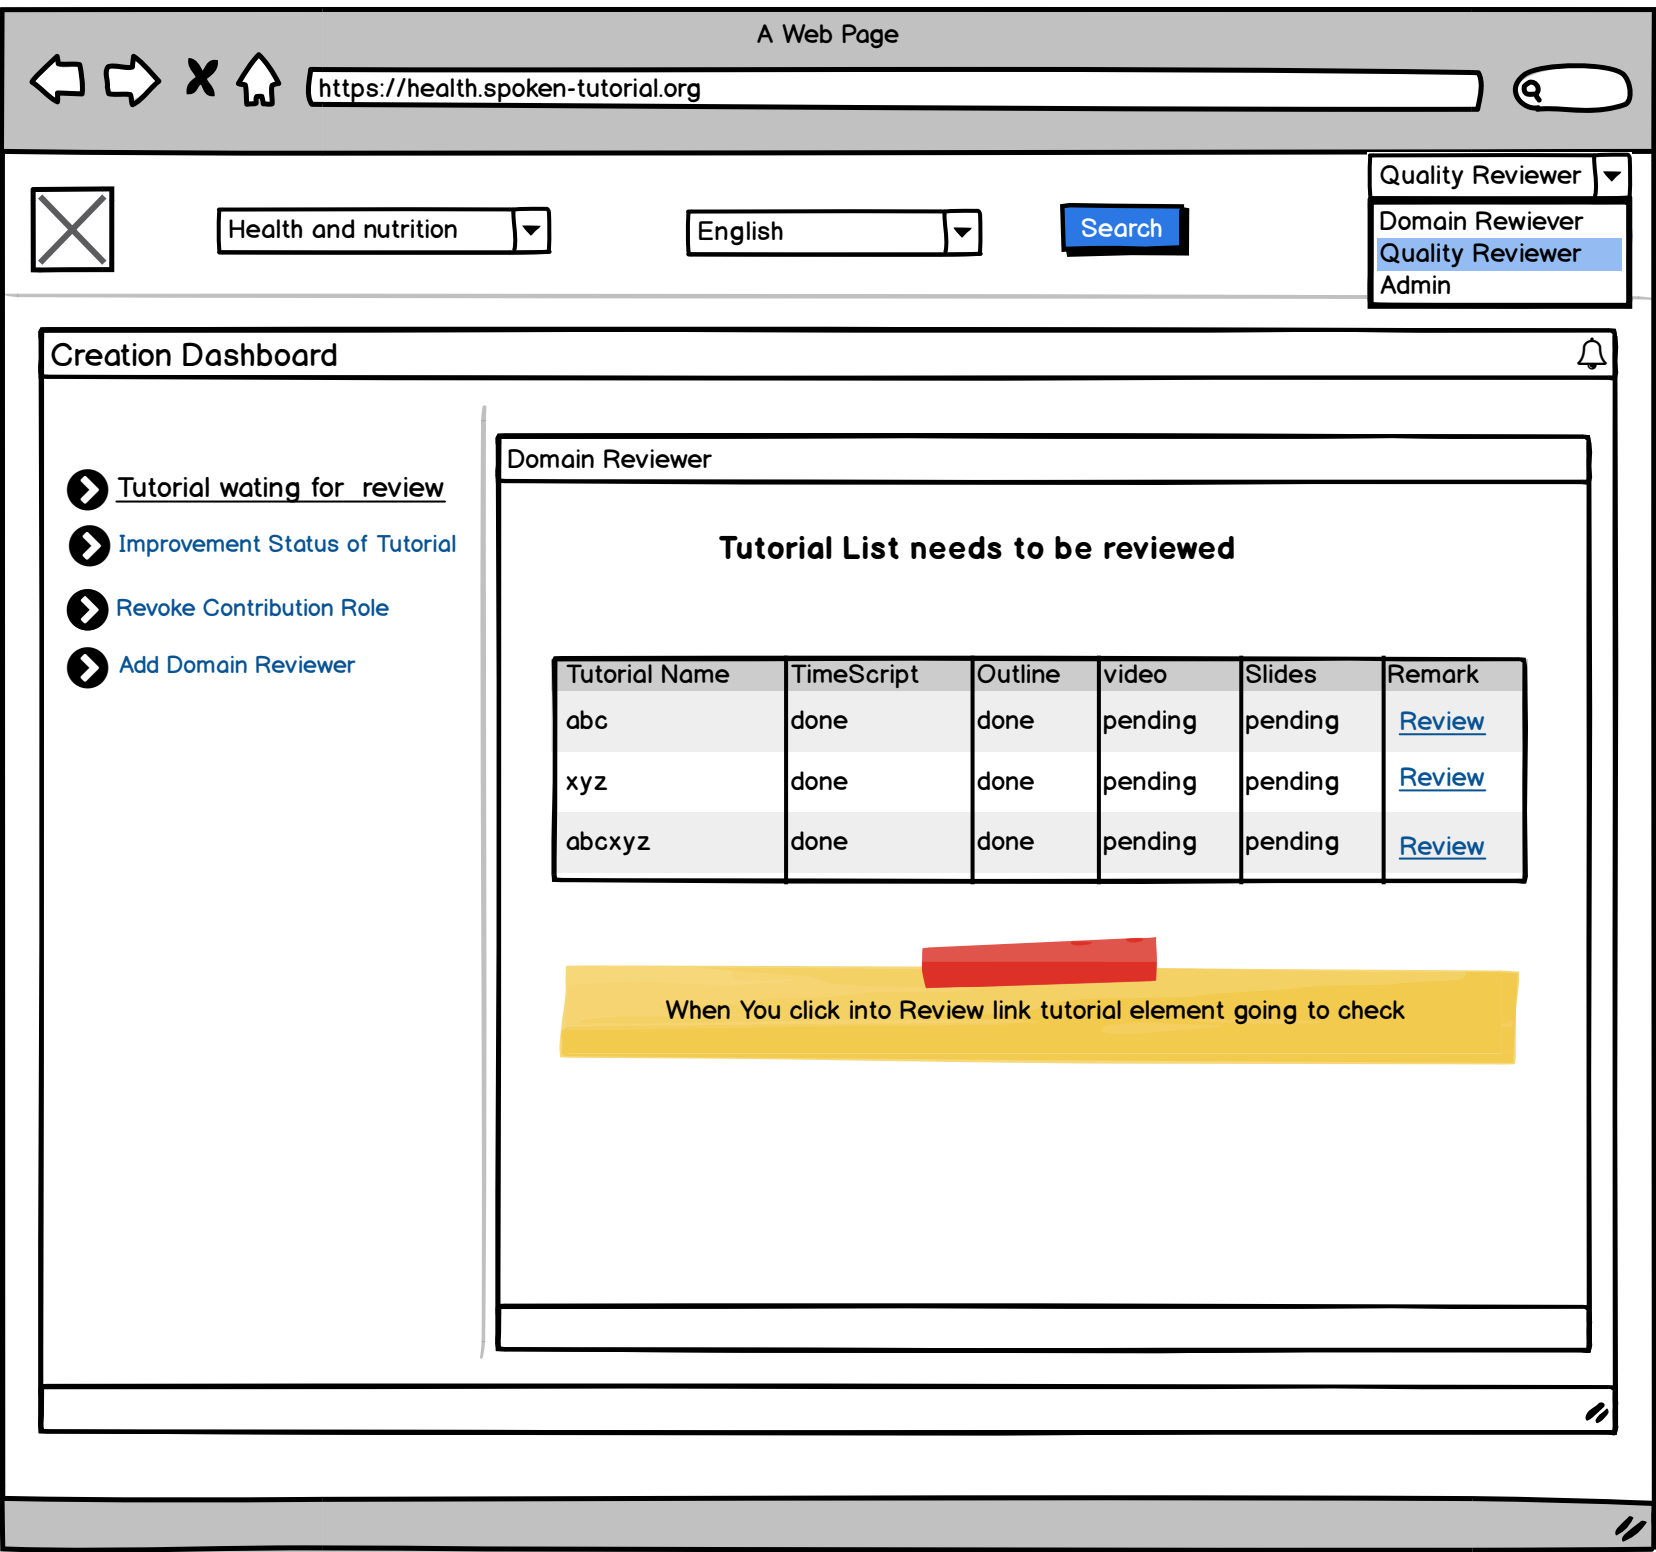 A Web Page
https://health.spoken-tutorial.org
Quality Reviewer
Health and nutrition
English
Search
Domain Rewiever
Quality Reviewer
Admin
Creation Dashboard
Domain Reviewer
Tutorial wating for review
Improvement Status of Tutorial
Revoke Contribution Role
Add Domain Reviewer
Tutorial List needs to be reviewed
Tutorial Name TimeScript Outline video Slides Remark
abc done done pending pending Review
xyz done done pending pending Review
abcxyz done done pending pending Review
When You click into Review link tutorial element going to check